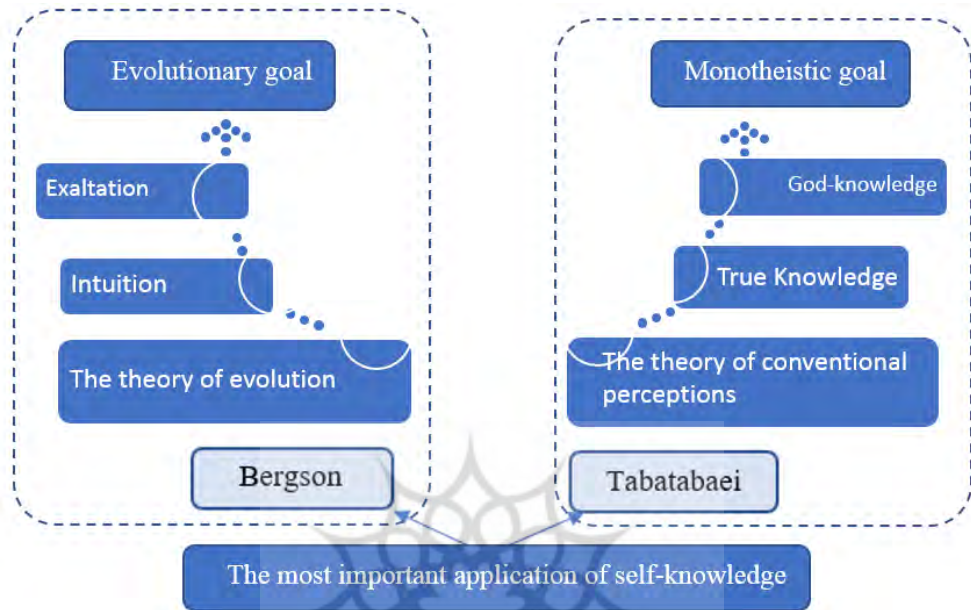 Evolutionary goal
Exaltation
Intuition
The theory of evolution
Bergson
Monotheistic goal
God-knowledge
True Knowledge
The theory of conventional
perceptions
Tabatabaei
The most important application of self-knowledge